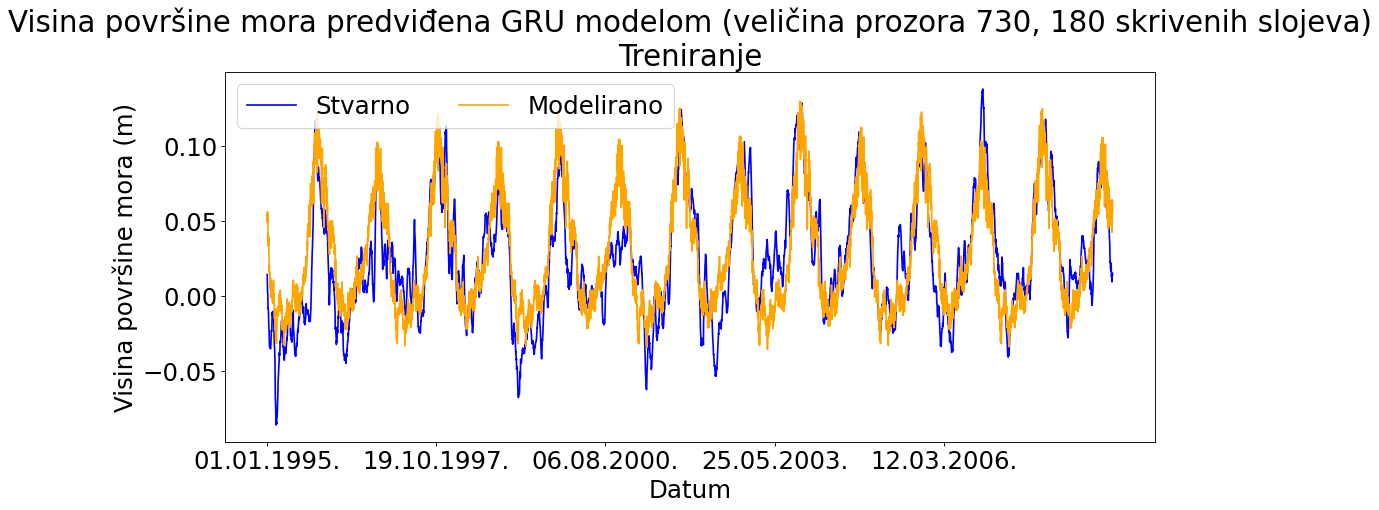 Visina površine mora predviđena GRU modelom (veličina prozora 730, 180 skrivenih slojeva)
Treniranje
Stvarno
Modelirano
Visina površine mora (m)
0.10
0.05
0.00
−0.05
01.01.1995.
19.10.1997.
06.08.2000.
25.05.2003.
12.03.2006.
Datum